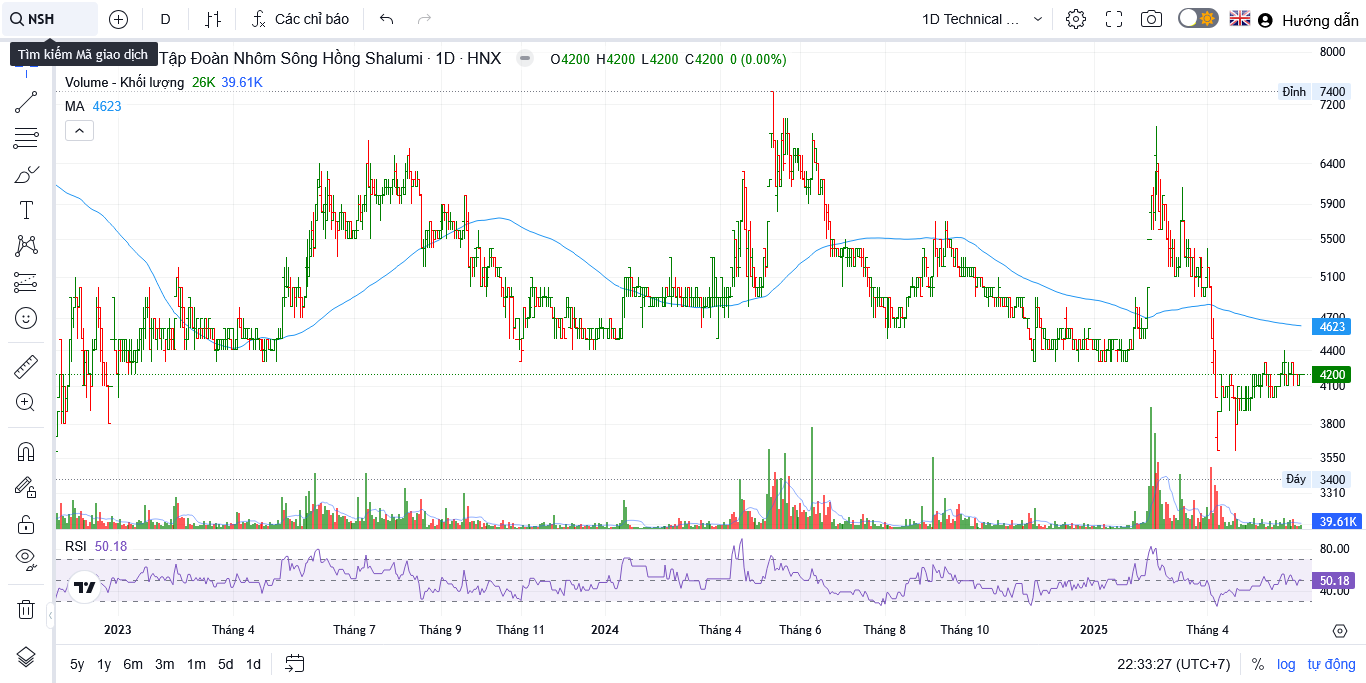 NSH
D
Các chỉ báo
1D Technical ...
Hướng dẫn
Tìm kiếm Mã giao dịch
Tập Đoàn Nhôm Sông Hồng Shalumi · 1D · HNX
O4200 H4200 L4200 C4200 0 (0.00%)
Volume - Khối lượng 26K 39.61K
MA 4623
8000
Đỉnh 7400
7200
6400
5900
5500
5100
4700
4623
4400
4200
4100
3800
3550
Đáy 3400
3310
39.61K
RSI 50.18
80.00
50.18
40.00
2023
Tháng 4
Tháng 7
Tháng 9
Tháng 11
2024
Tháng 4
Tháng 6
Tháng 8
Tháng 10
2025
Tháng 4
5y 1y 6m 3m 1m 5d 1d
22:33:27 (UTC+7)
% log tự động